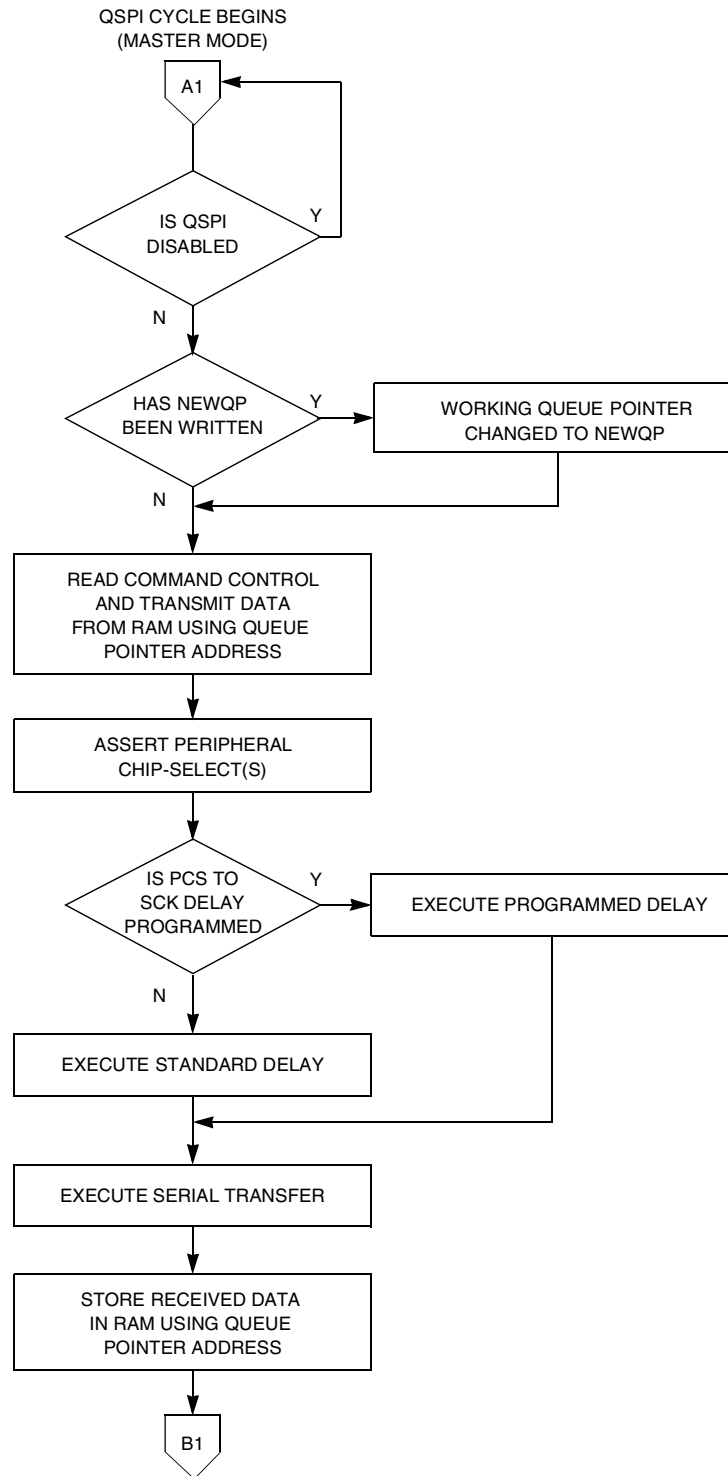 QSPI CYCLE BEGINS
(MASTER MODE)
A1
IS QSPI
DISABLED
Y
N
HAS NEWQP
BEEN WRITTEN
Y
WORKING QUEUE POINTER
CHANGED TO NEWQP
N
READ COMMAND CONTROL
AND TRANSMIT DATA
FROM RAM USING QUEUE
POINTER ADDRESS
ASSERT PERIPHERAL
CHIP-SELECT(S)
IS PCS TO
SCK DELAY
PROGRAMMED
Y
EXECUTE PROGRAMMED DELAY
N
EXECUTE STANDARD DELAY
EXECUTE SERIAL TRANSFER
STORE RECEIVED DATA
IN RAM USING QUEUE
POINTER ADDRESS
B1